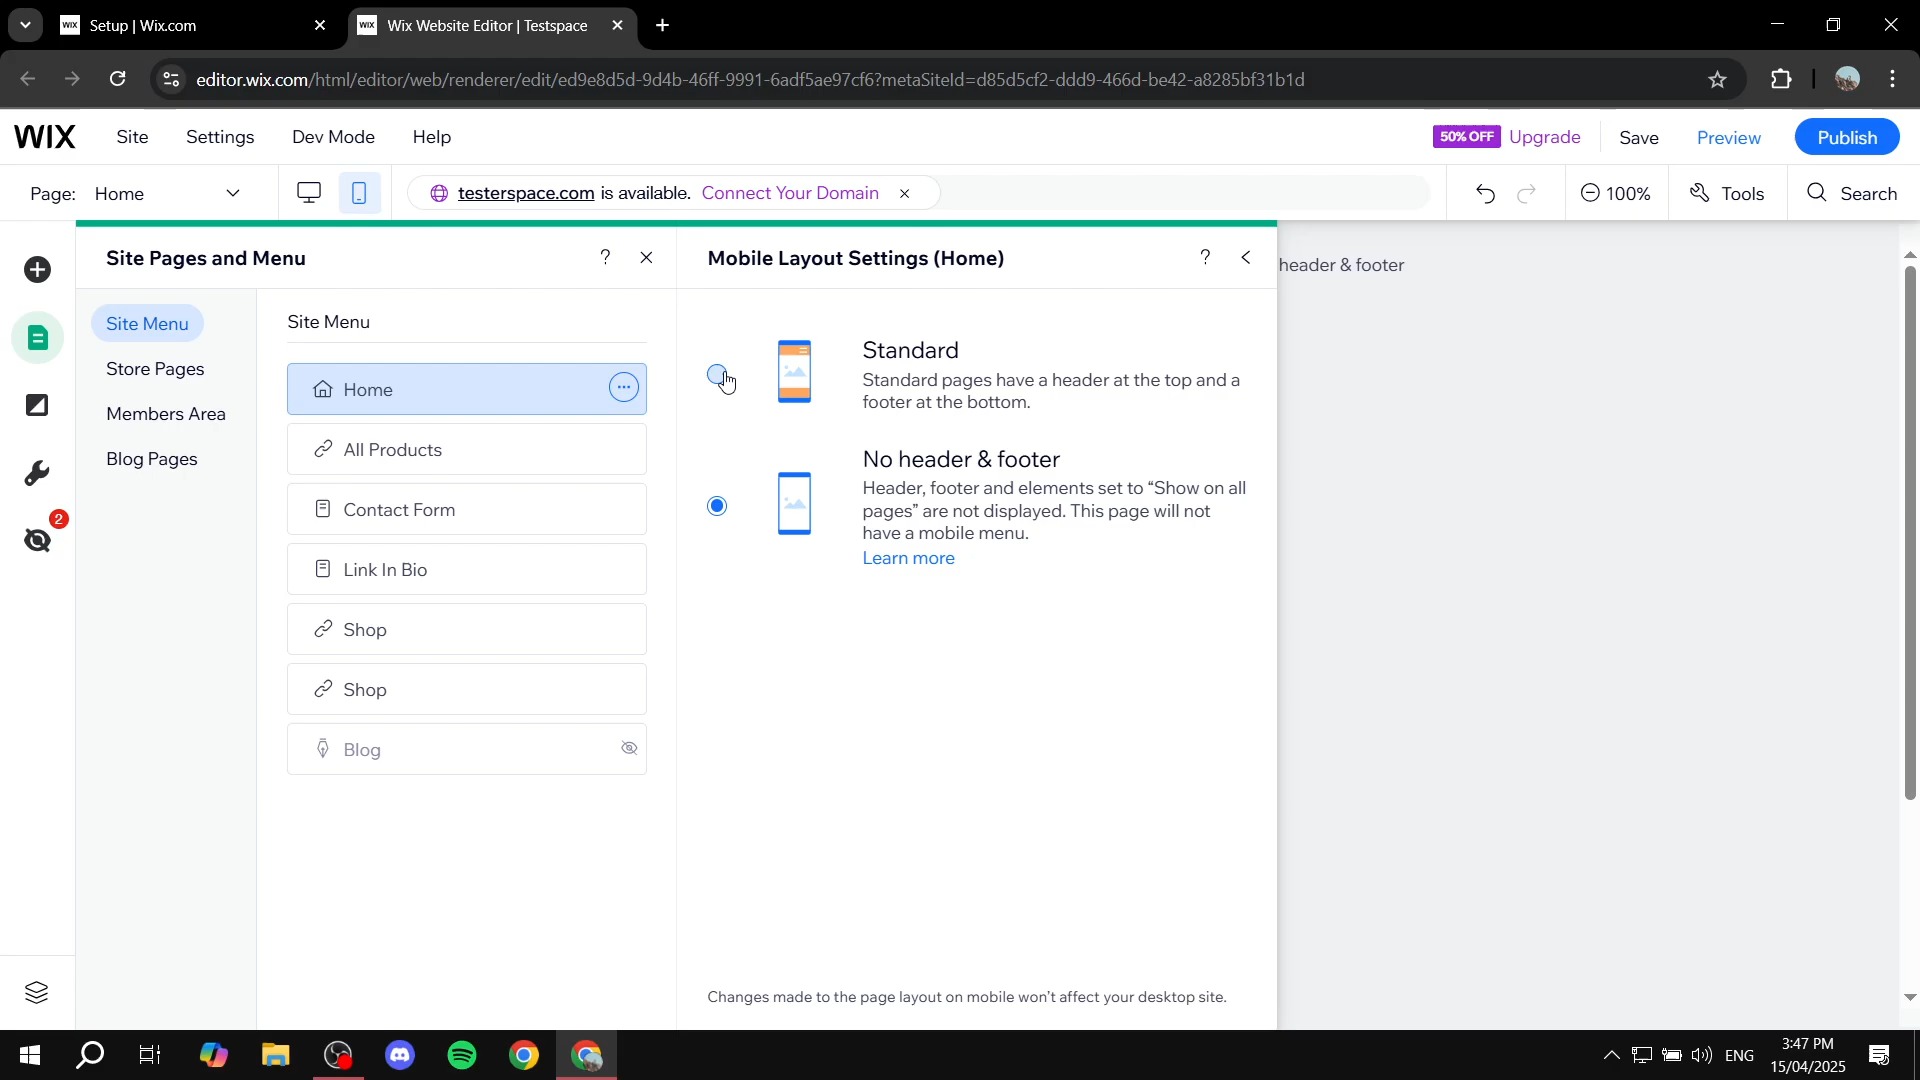 WIX Setup | Wix.com
WIX Wix Website Editor | Testspace
editor.wix.com/html/editor/web/renderer/edit/ed9e8d5d-9d4b-46ff-9991-6adf5ae97cf6?metaSiteId=d85d5cf2-ddd9-466d-be42-a8285bf31b1d
WIX Site Settings Dev Mode Help 50% OFF Upgrade Save Preview Publish
Page: Home testerspace.com is available. Connect Your Domain 100% Tools Search
Site Pages and Menu ? Mobile Layout Settings (Home) ? header & footer
Site Menu
Store Pages
Members Area
Blog Pages
2
Site Menu
Home
All Products
Contact Form
Link In Bio
Shop
Shop
Blog
Standard
Standard pages have a header at the top and a
footer at the bottom.
No header & footer
Header, footer and elements set to “Show on all
pages” are not displayed. This page will not
have a mobile menu.
Learn more
Changes made to the page layout on mobile won't affect your desktop site.
ENG
3:47 PM
15/04/2025